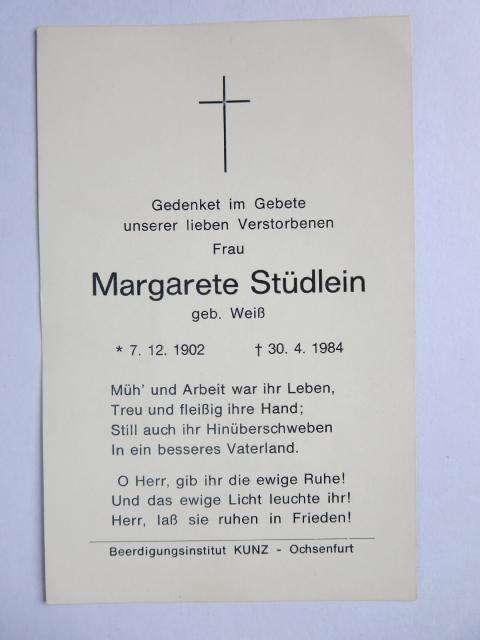 Gedenket im Gebete
unserer lieben Verstorbenen
Frau
Margarete Stüdlein
geb. Weiß
* 7. 12. 1902 † 30. 4. 1984
Müh' und Arbeit war ihr Leben,
Treu und fleißig ihre Hand;
Still auch ihr Hinüberschweben
In ein besseres Vaterland.
O Herr, gib ihr die ewige Ruhe!
Und das ewige Licht leuchte ihr!
Herr, laß sie ruhen in Frieden!
Beerdigungsinstitut KUNZ - Ochsenfurt